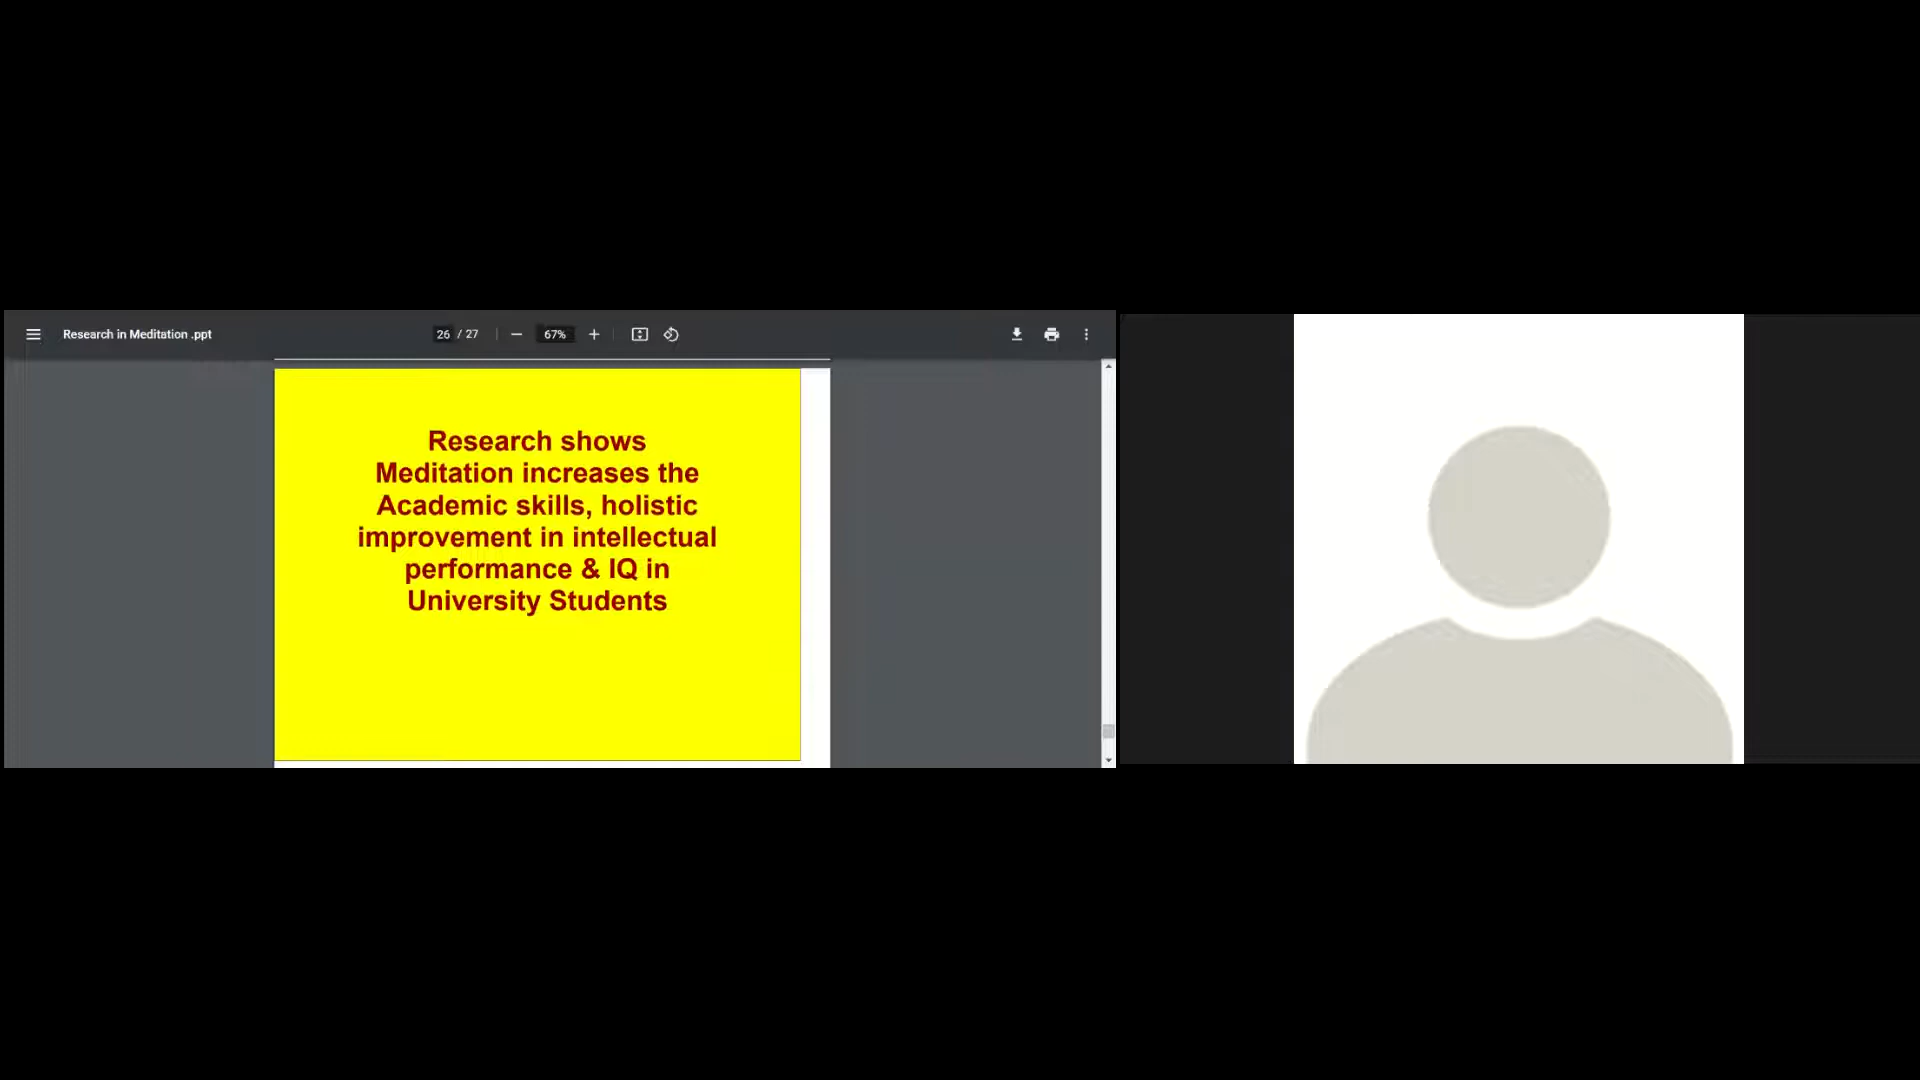 Research in Meditation .ppt
26 / 27
67%
Research shows
Meditation increases the
Academic skills, holistic
improvement in intellectual
performance & IQ in
University Students